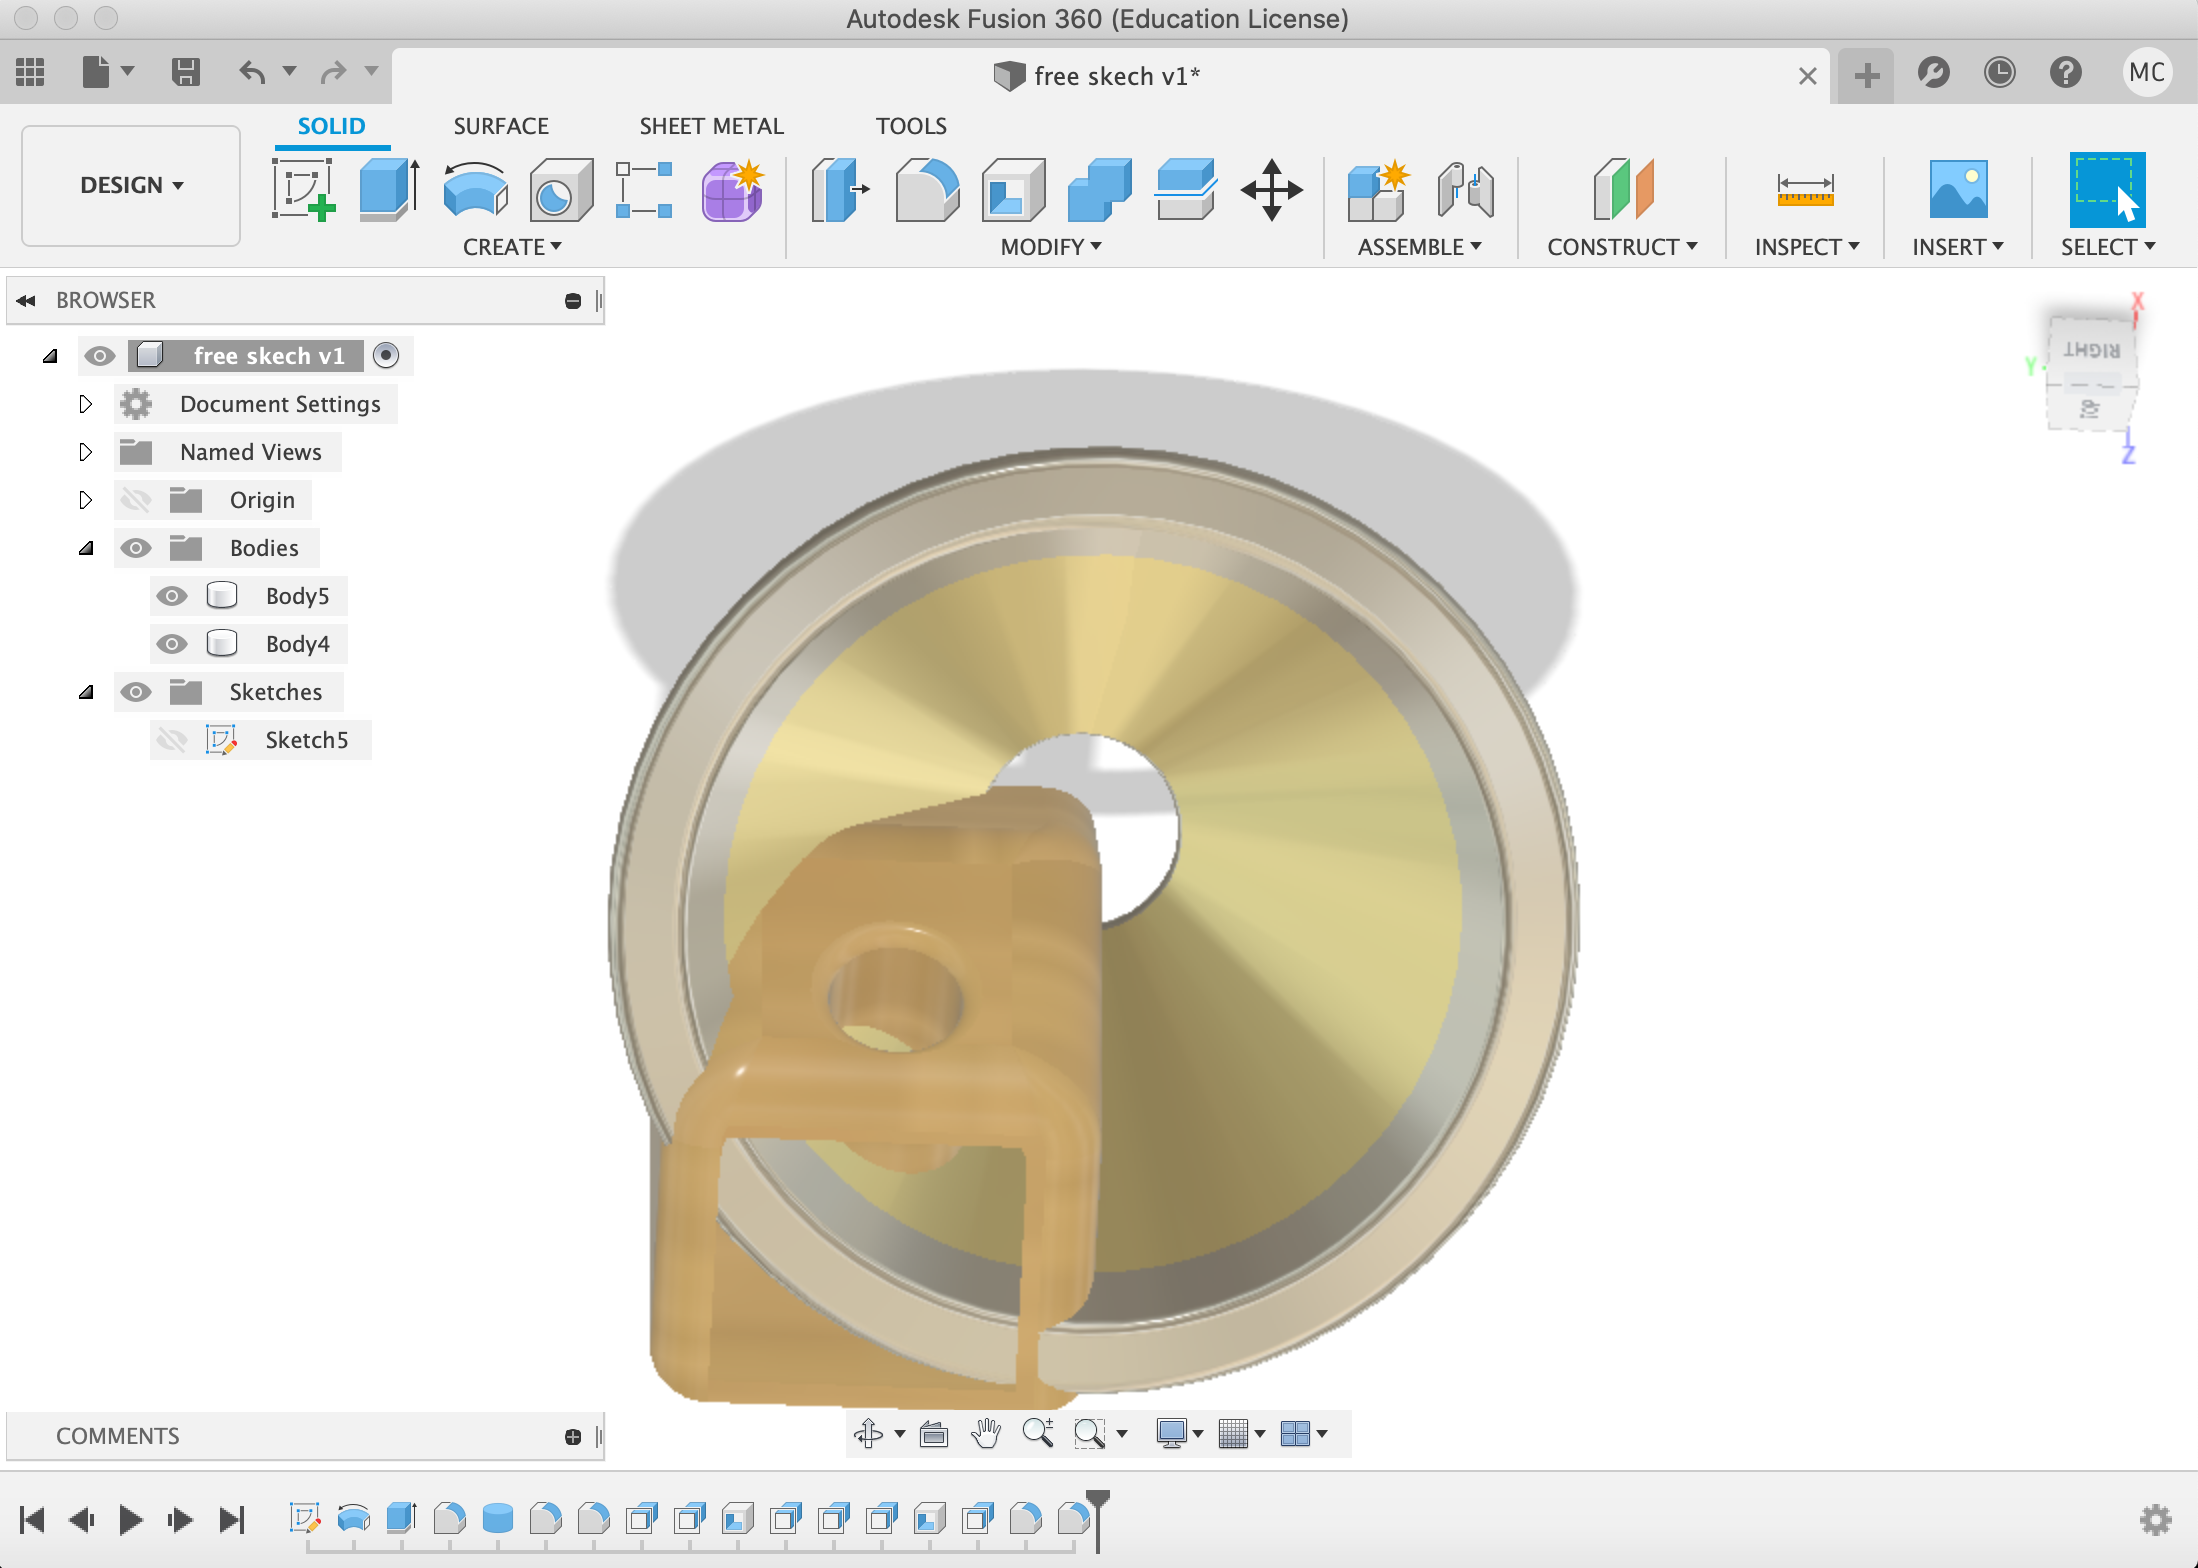 Autodesk Fusion 360 (Education License)
free skech v1*
MC
SOLID SURFACE SHEET METAL TOOLS
DESIGN
CREATE MODIFY ASSEMBLE CONSTRUCT INSPECT INSERT SELECT
BROWSER
free skech v1
Document Settings
Named Views
Origin
Bodies
Body5
Body4
Sketches
Sketch5
X
RIGHT
Y
Z
COMMENTS